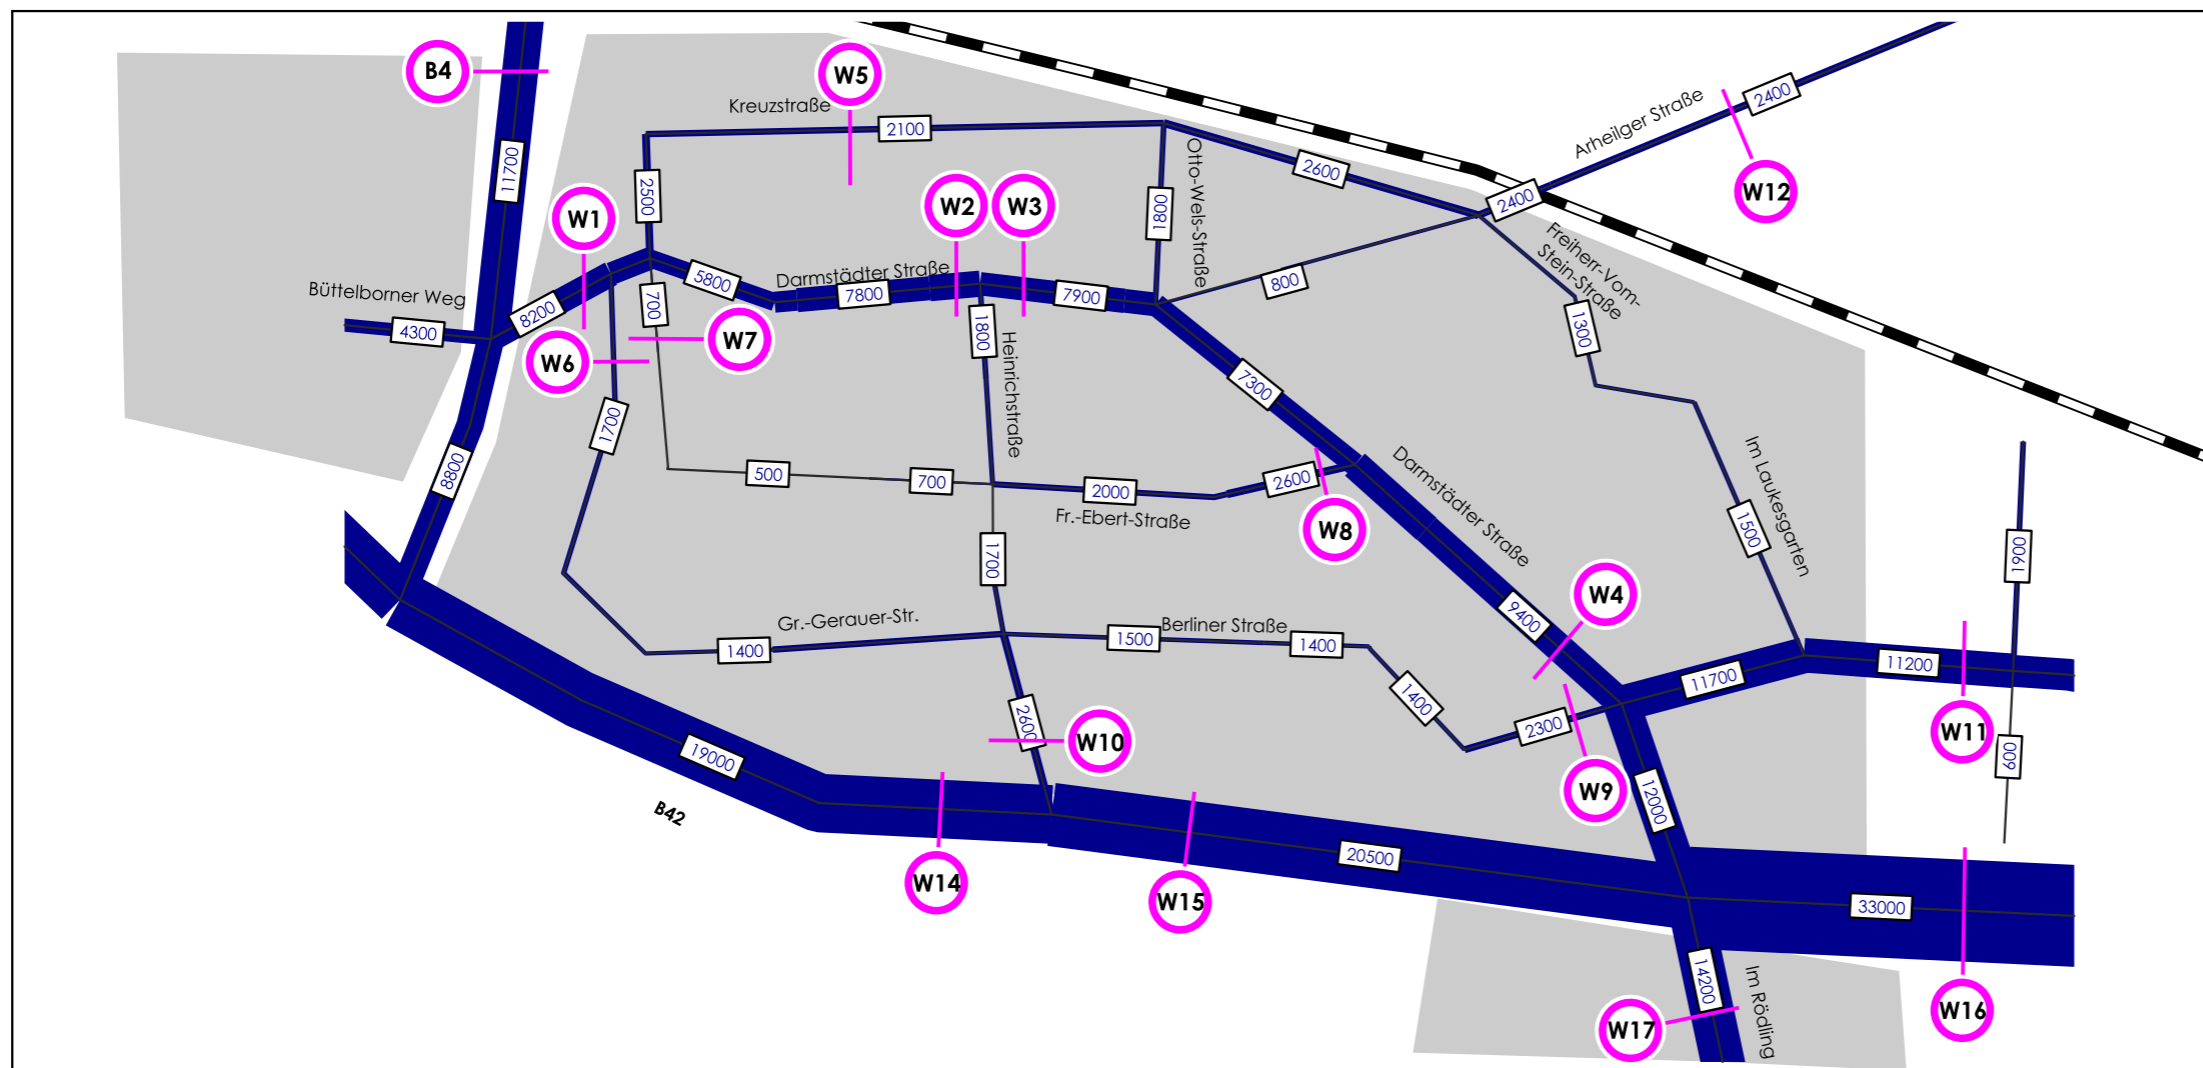 B4
W5
Kreuzstraße
2100
2400
Arheilger Straße
W12
11700
2500
W1
W2
W3
1800
Otto-Wels-Straße
2600
2400
Freiherr-Vom-
Stein-Straße
Büttelborner Weg
4300
8200
700
5800
Darmstädter Straße
7800
7900
800
W6
W7
1800
Heinrichstraße
7300
1300
1700
8800
500
700
2000
2600
Fr.-Ebert-Straße
W8
Darmstädter Straße
Im Laukesgarten
1500
1900
1700
9400
W4
Gr.-Gerauer-Str.
1400
1500
Berliner Straße
1400
1400
11700
11200
2600
W10
2300
W9
W11
600
19000
B42
12000
W14
W15
20500
33000
14200
Im Rödling
W17
W16